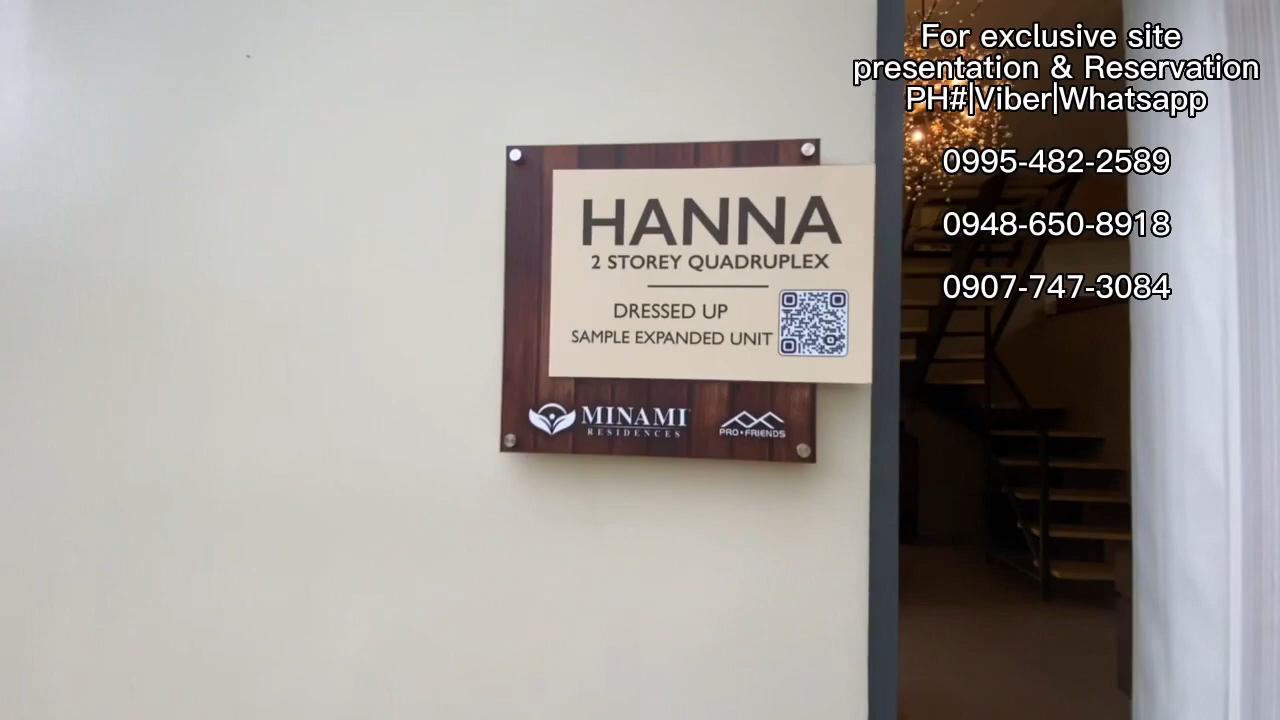 For exclusive site
presentation & Reservation
PH#|Viber|Whatsapp
0995-482-2589
0948-650-8918
0907-747-3084
HANNA
2 STOREY QUADRUPLEX
DRESSED UP
SAMPLE EXPANDED UNIT
MINAMI
RESIDENCES
PRO•FRIENDS